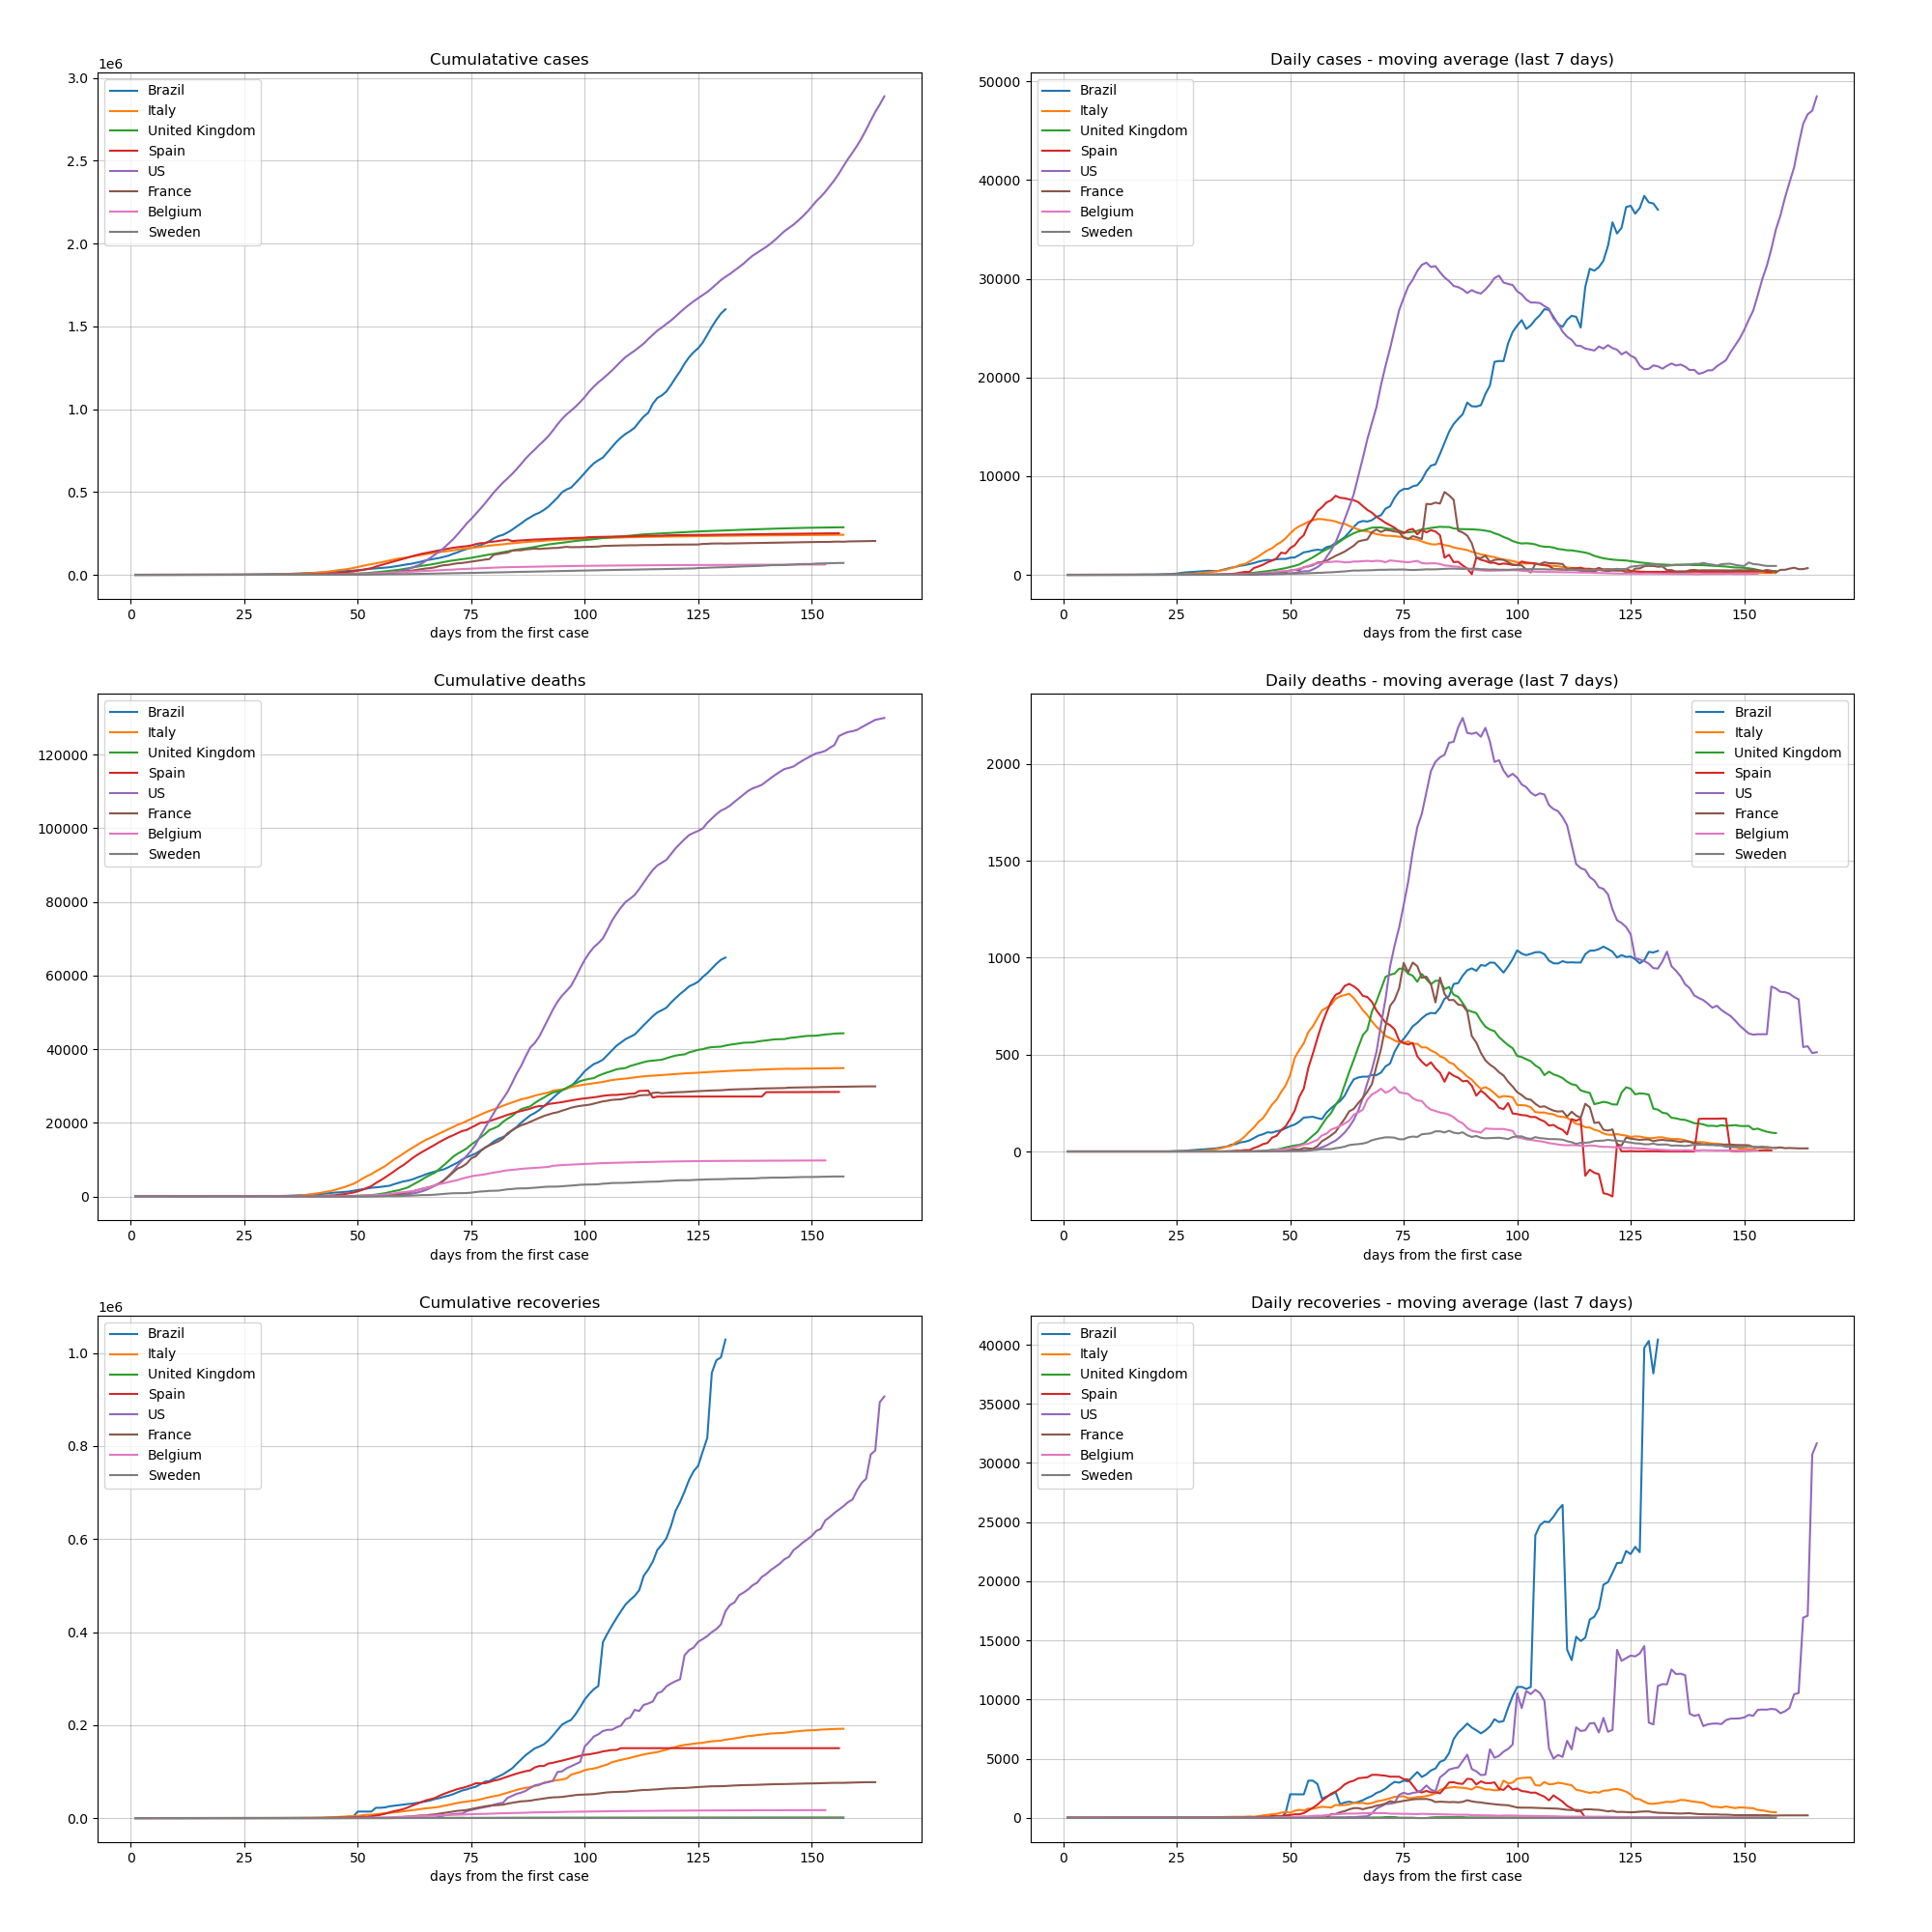 Cumulatative cases
1e6
3.0
2.5
2.0
1.5
1.0
0.5
0.0
Brazil
Italy
United Kingdom
Spain
US
France
Belgium
Sweden
0 25 50 75 100 125 150
days from the first case
Daily cases - moving average (last 7 days)
50000
40000
30000
20000
10000
0
Brazil
Italy
United Kingdom
Spain
US
France
Belgium
Sweden
0 25 50 75 100 125 150
days from the first case
Cumulative deaths
120000
100000
80000
60000
40000
20000
0
Brazil
Italy
United Kingdom
Spain
US
France
Belgium
Sweden
0 25 50 75 100 125 150
days from the first case
Daily deaths - moving average (last 7 days)
2000
1500
1000
500
0
Brazil
Italy
United Kingdom
Spain
US
France
Belgium
Sweden
0 25 50 75 100 125 150
days from the first case
Cumulative recoveries
1e6
1.0
0.8
0.6
0.4
0.2
0.0
Brazil
Italy
United Kingdom
Spain
US
France
Belgium
Sweden
0 25 50 75 100 125 150
days from the first case
Daily recoveries - moving average (last 7 days)
40000
35000
30000
25000
20000
15000
10000
5000
0
Brazil
Italy
United Kingdom
Spain
US
France
Belgium
Sweden
0 25 50 75 100 125 150
days from the first case